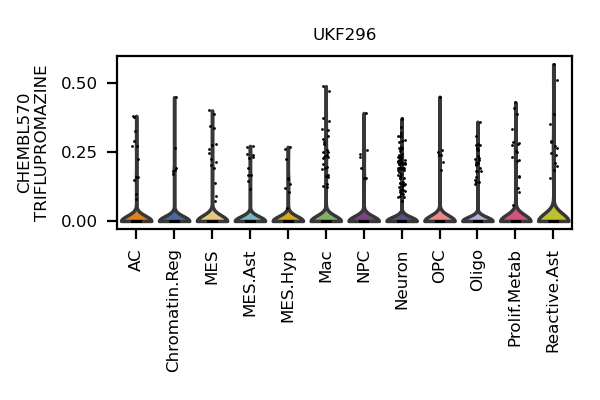 UKF296
CHEMBL570
TRIFLUPROMAZINE
0.50
0.25
0.00
AC
Chromatin.Reg
MES
MES.Ast
MES.Hyp
Mac
NPC
Neuron
OPC
Oligo
Prolif.Metab
Reactive.Ast